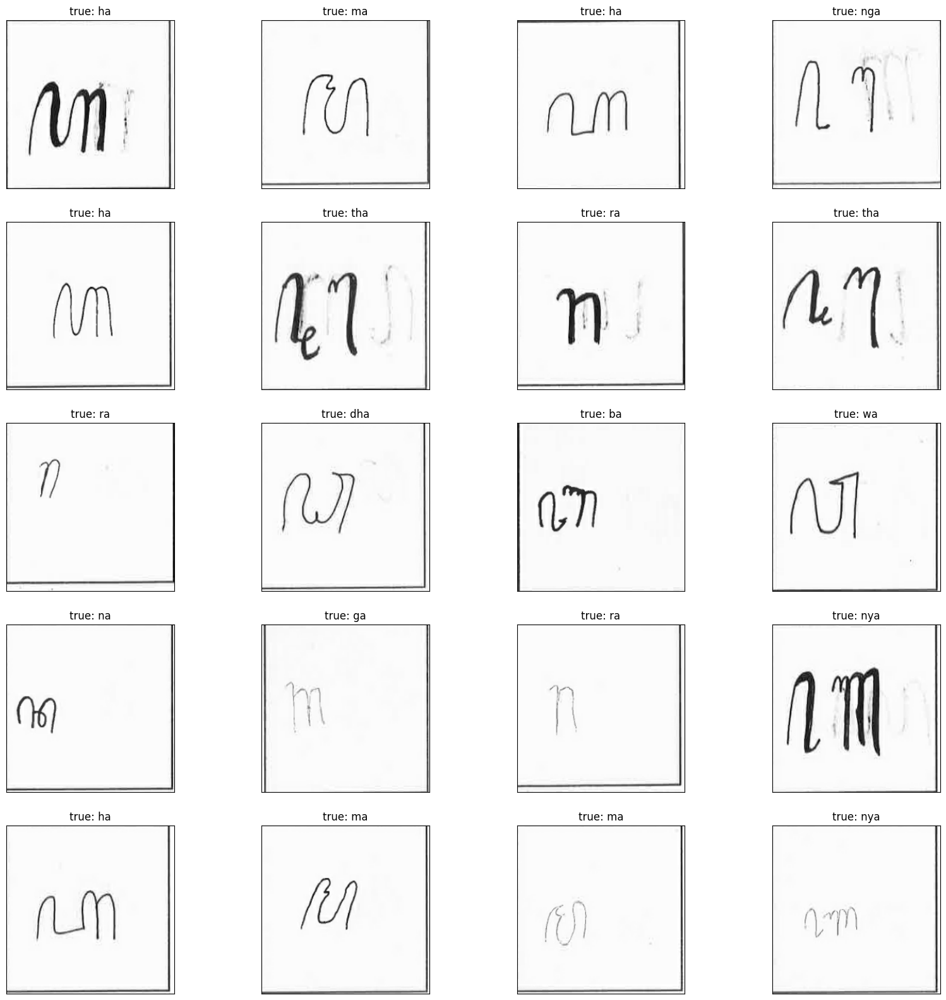 true: ha true: ma true: ha true: nga
ꦲ ꦩ ꦲ ꦔ
true: ha true: tha true: ra true: tha
ꦲ ꦛ ꦫ ꦛ
true: ra true: dha true: ba true: wa
ꦫ ꦝ ꦧ ꦮ
true: na true: ga true: ra true: nya
ꦤ ꦒ ꦫ ꦚ
true: ha true: ma true: ma true: nya
ꦲ ꦩ ꦩ ꦚ